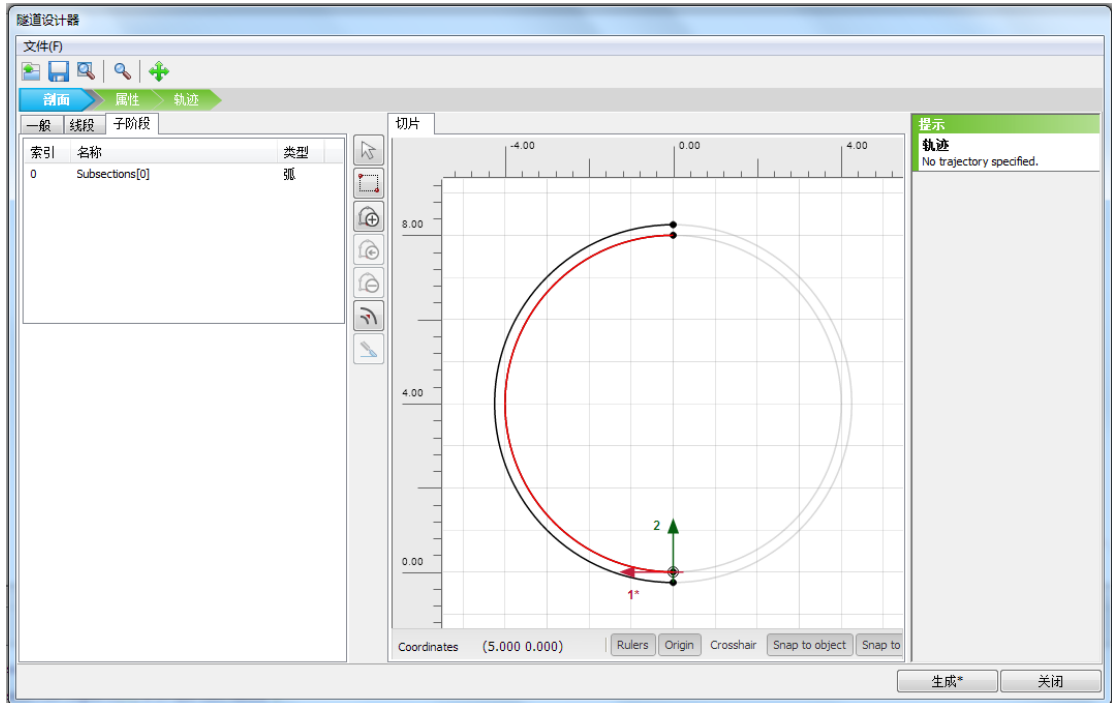 隧道设计器
文件(F)
剖面 属性 轨迹
一般 线段 子阶段
索引 名称 类型
0 Subsections[0] 弧
切片
-4.00 0.00 4.00
8.00
4.00
0.00
2
1*
Coordinates (5.000 0.000) Rulers Origin Crosshair Snap to object Snap to
提示
轨迹
No trajectory specified.
生成* 关闭